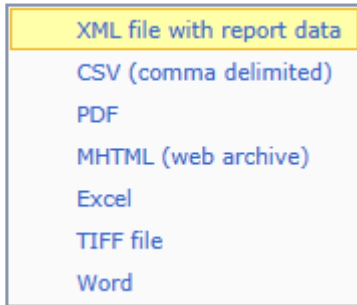 XML file with report data
CSV (comma delimited)
PDF
MHTML (web archive)
Excel
TIFF file
Word